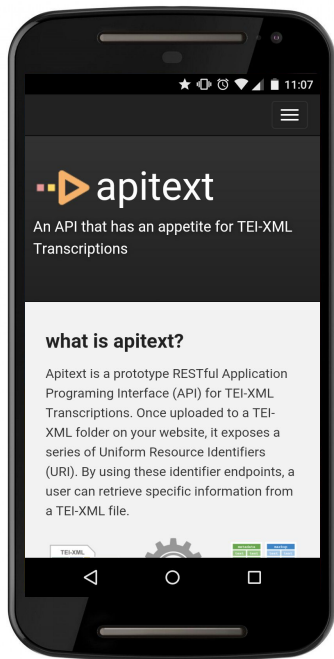 11:07
apitext
An API that has an appetite for TEI-XML
Transcriptions
what is apitext?
Apitext is a prototype RESTful Application
Programing Interface (API) for TEI-XML
Transcriptions. Once uploaded to a TEI-
XML folder on your website, it exposes a
series of Uniform Resource Identifiers
(URI). By using these identifier endpoints, a
user can retrieve specific information from
a TEI-XML file.
TEI-XML